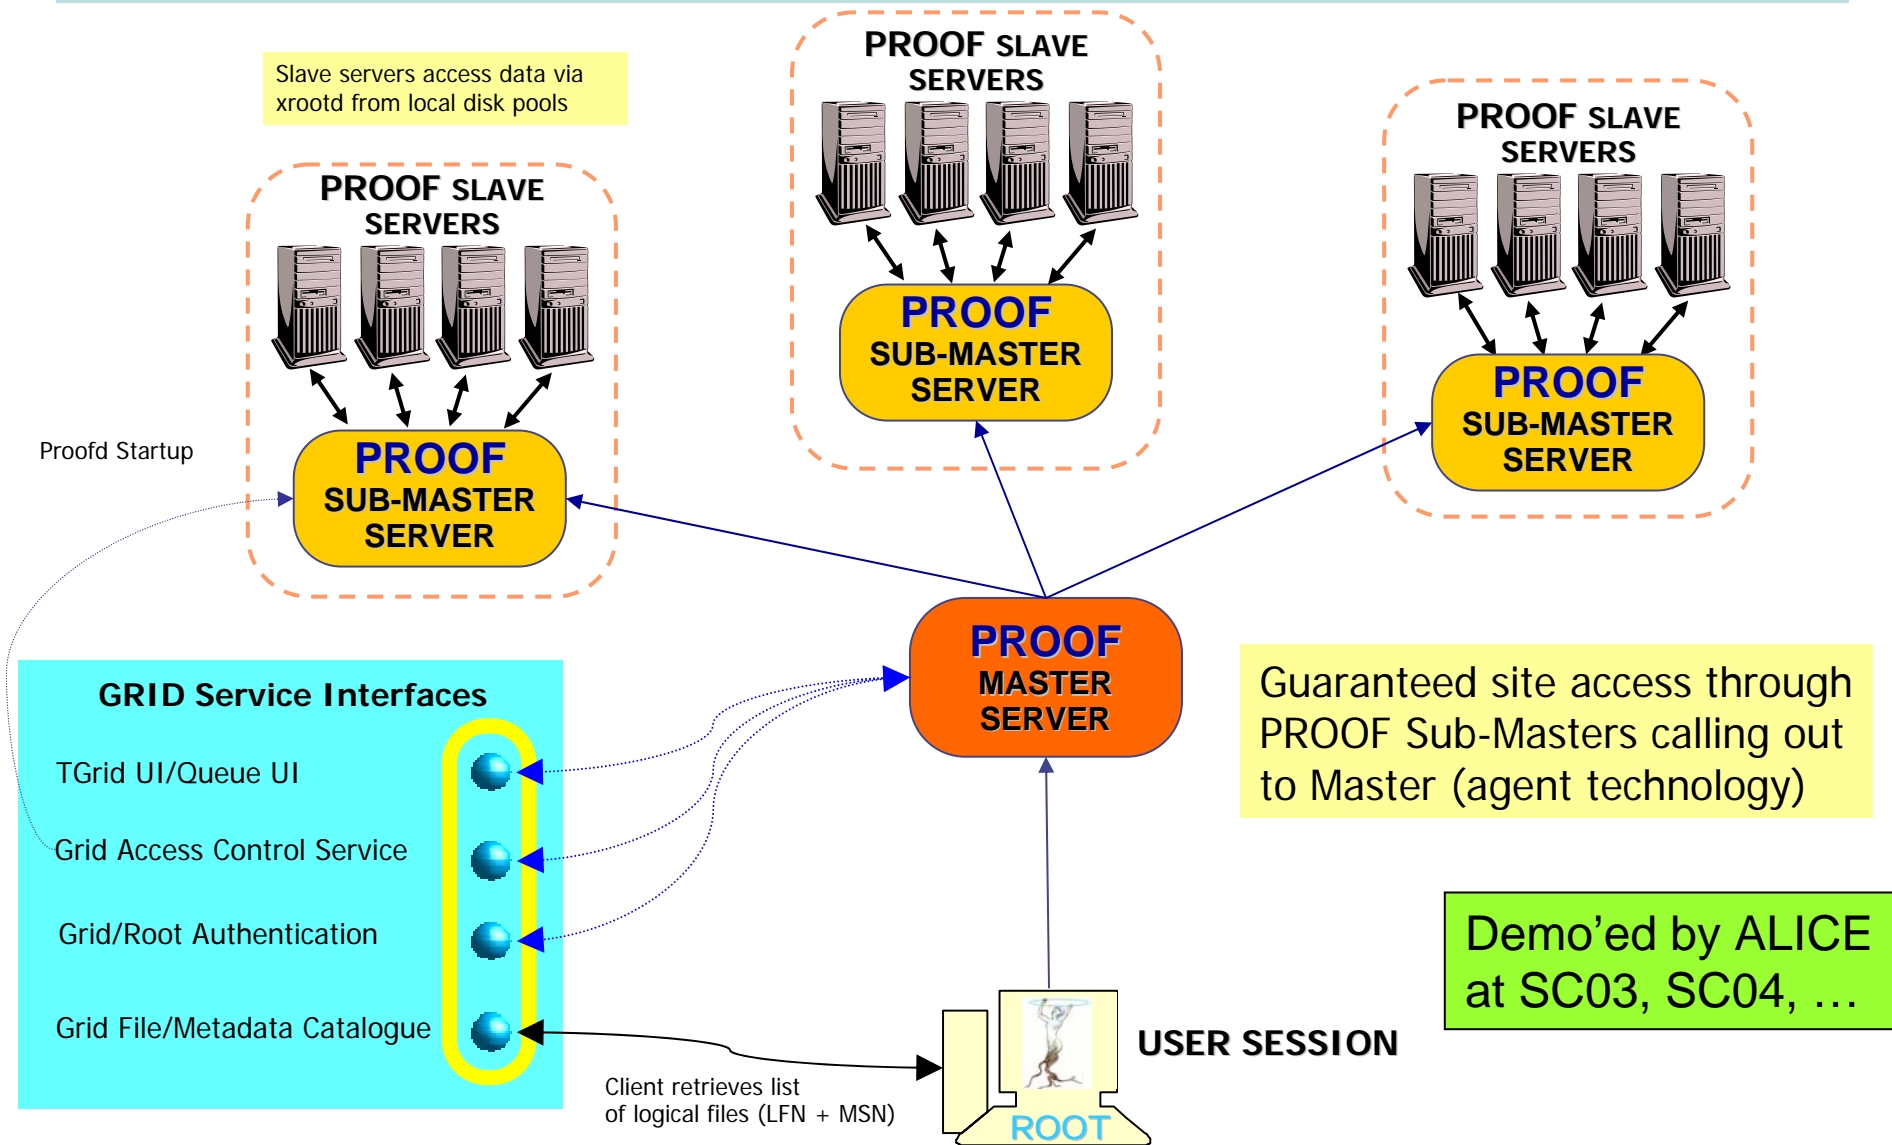 PROOF SLAVE
SERVERS
Slave servers access data via
xrootd from local disk pools
PROOF SLAVE
SERVERS
PROOF SLAVE
SERVERS
PROOF
SUB-MASTER
SERVER
PROOF
SUB-MASTER
SERVER
Proofd Startup
PROOF
SUB-MASTER
SERVER
PROOF
MASTER
SERVER
GRID Service Interfaces
TGrid UI/Queue UI
Grid Access Control Service
Grid/Root Authentication
Grid File/Metadata Catalogue
Guaranteed site access through
PROOF Sub-Masters calling out
to Master (agent technology)
Demo’ed by ALICE
at SC03, SC04, …
USER SESSION
Client retrieves list
of logical files (LFN + MSN)
ROOT